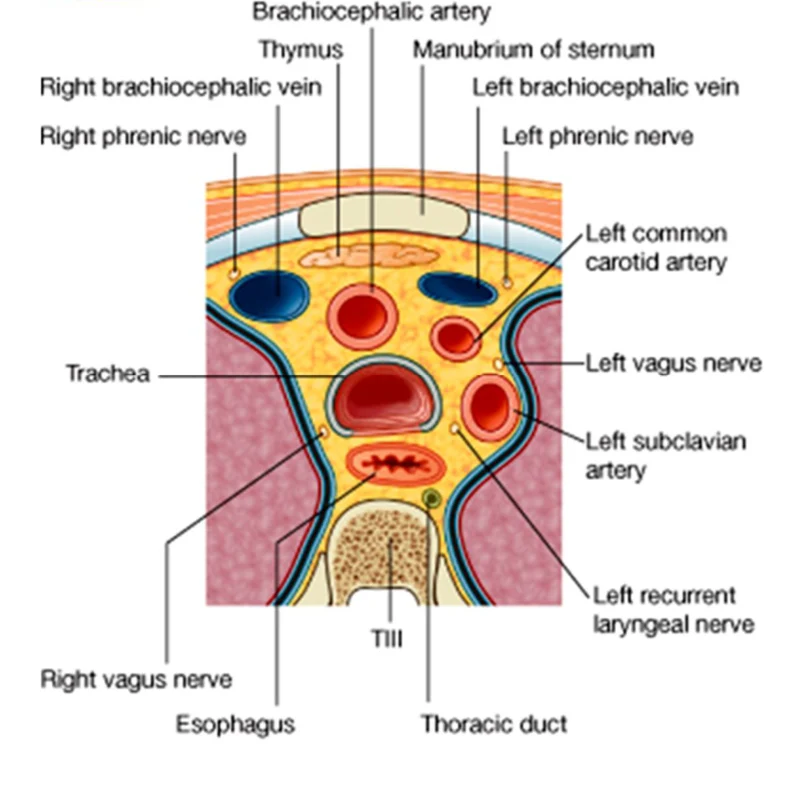 Brachiocephalic artery
Thymus
Manubrium of sternum
Right brachiocephalic vein
Left brachiocephalic vein
Right phrenic nerve
Left phrenic nerve
Left common
carotid artery
Left vagus nerve
Trachea
Left subclavian
artery
Left recurrent
laryngeal nerve
TIII
Right vagus nerve
Esophagus
Thoracic duct